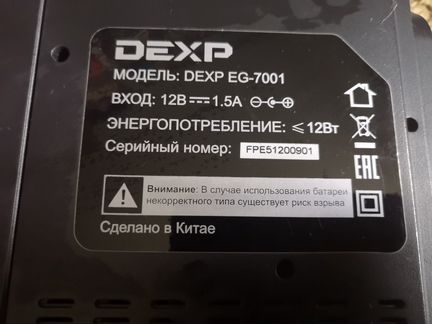 DEXP
МОДЕЛЬ: DEXP EG-7001
ВХОД: 12В 1.5А
ЭНЕРГОПОТРЕБЛЕНИЕ: ⩽ 12Вт
Серийный номер: FPE51200901
EAC
Внимание: В случае использования батареи
некорректного типа существует риск взрыва
Сделано в Китае